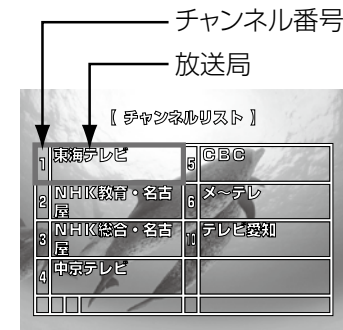 チャンネル番号
放送局
【 チャンネルリスト 】
1 東海テレビ
5 CBC
2 NHK教育・名古
屋
6 メ~テレ
3 NHK総合・名古
屋
11 テレビ愛知
4 中京テレビ